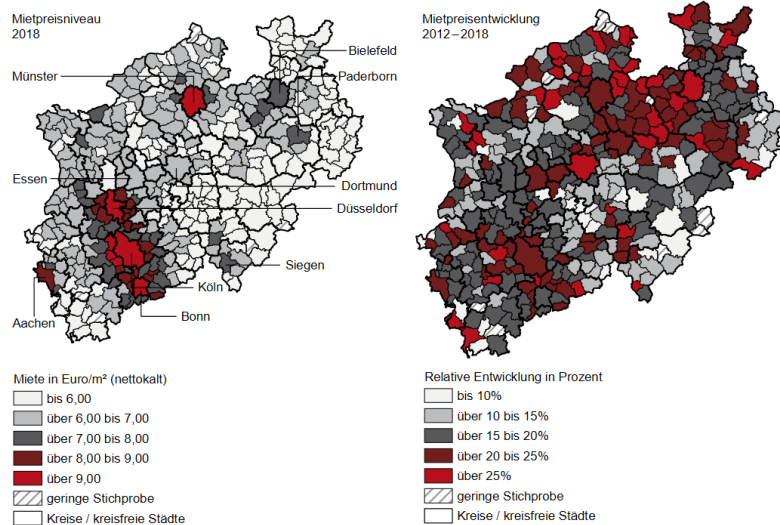 Mietpreisniveau
2018
Bielefeld
Münster
Paderborn
Essen
Dortmund
Düsseldorf
Siegen
Köln
Aachen
Bonn
Miete in Euro/m² (nettokalt)
bis 6,00
über 6,00 bis 7,00
über 7,00 bis 8,00
über 8,00 bis 9,00
über 9,00
geringe Stichprobe
Kreise / kreisfreie Städte
Mietpreisentwicklung
2012–2018
Relative Entwicklung in Prozent
bis 10%
über 10 bis 15%
über 15 bis 20%
über 20 bis 25%
über 25%
geringe Stichprobe
Kreise / kreisfreie Städte